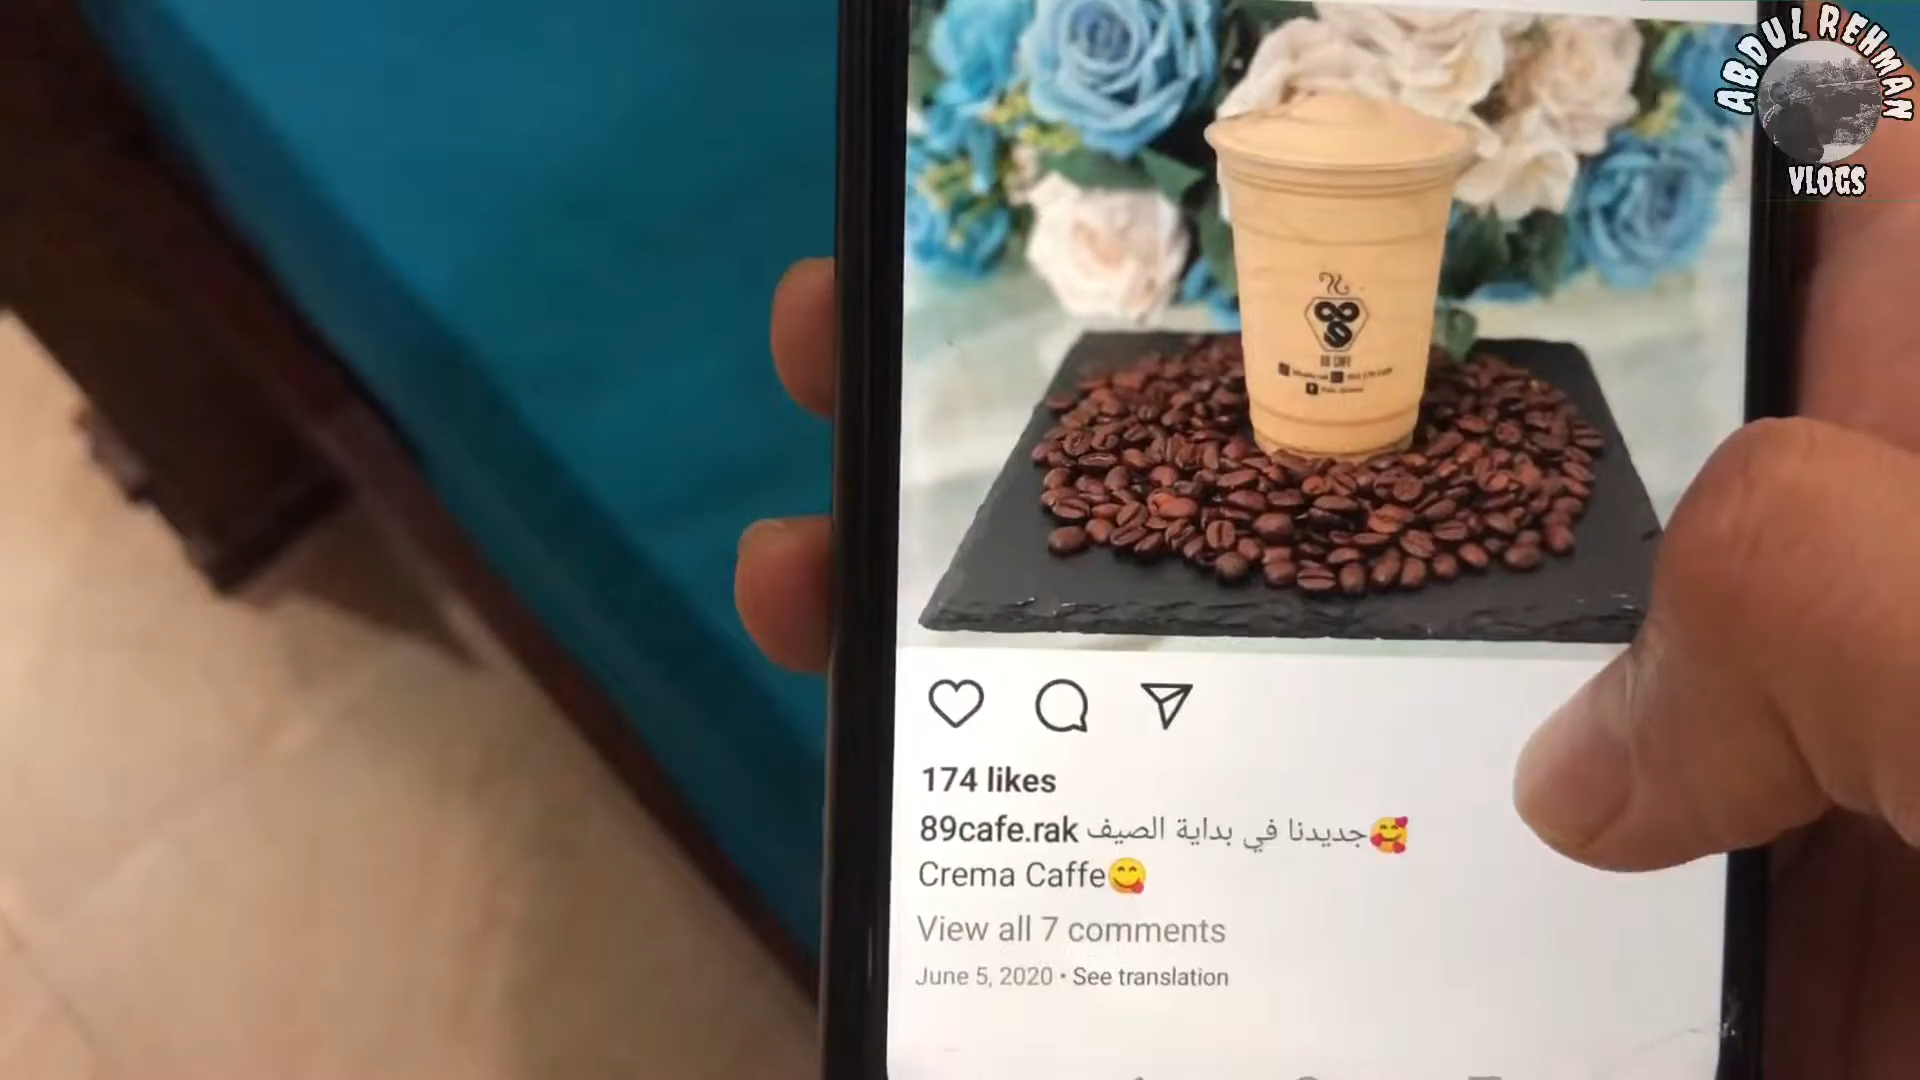 ABDUL REHMAN
VLOGS
174 likes
89cafe.rak جديدنا في بداية الصيف🥰
Crema Caffe😋
View all 7 comments
June 5, 2020 • See translation